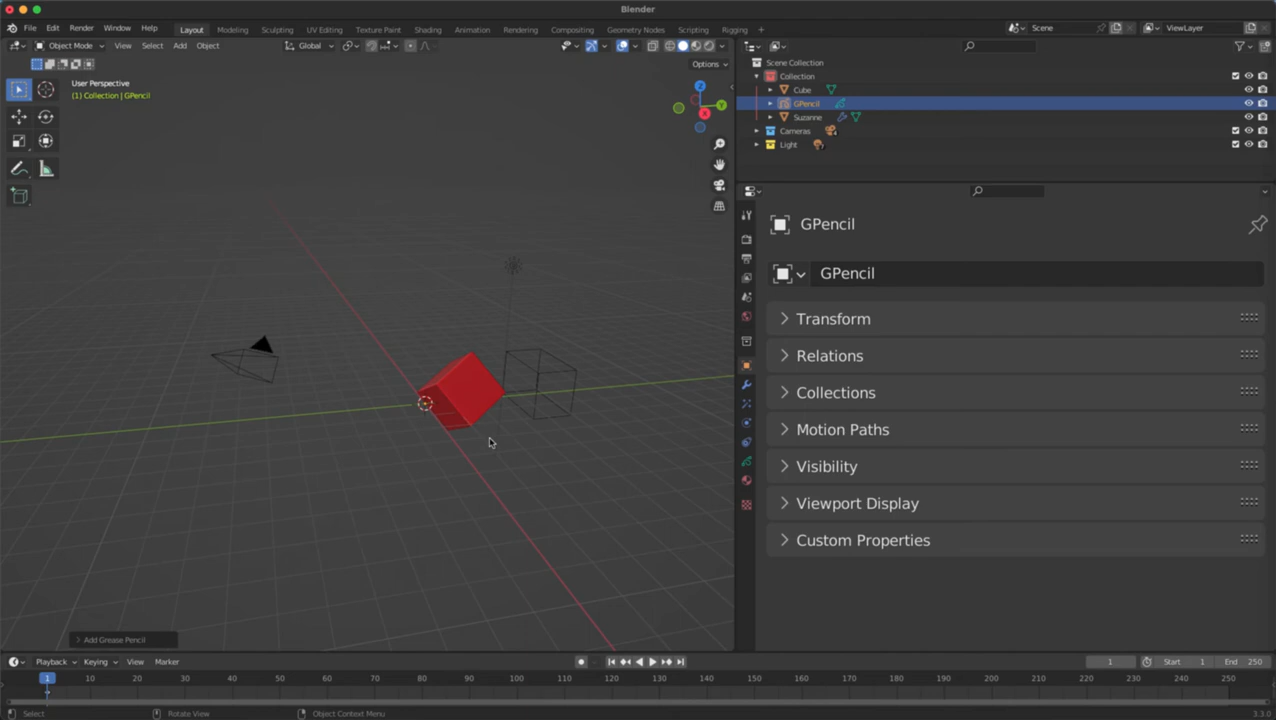 Blender
File Edit Render Window Help
Layout Modeling Sculpting UV Editing Texture Paint Shading Animation Rendering Compositing Geometry Nodes Scripting Rigging +
Scene
ViewLayer
Object Mode View Select Add Object
Global
Options
User Perspective
(1) Collection | GPencil
Z
Y
X
Scene Collection
Collection
Cube
GPencil
Suzanne
Cameras
Light
GPencil
GPencil
Transform
Relations
Collections
Motion Paths
Visibility
Viewport Display
Custom Properties
Add Grease Pencil
Playback Keying View Marker
1
Start 1
End 250
1 10 20 30 40 50 60 70 80 90 100 110 120 130 140 150 160 170 180 190 200 210 220 230 240 250
Select Rotate View Object Context Menu
3.3.0